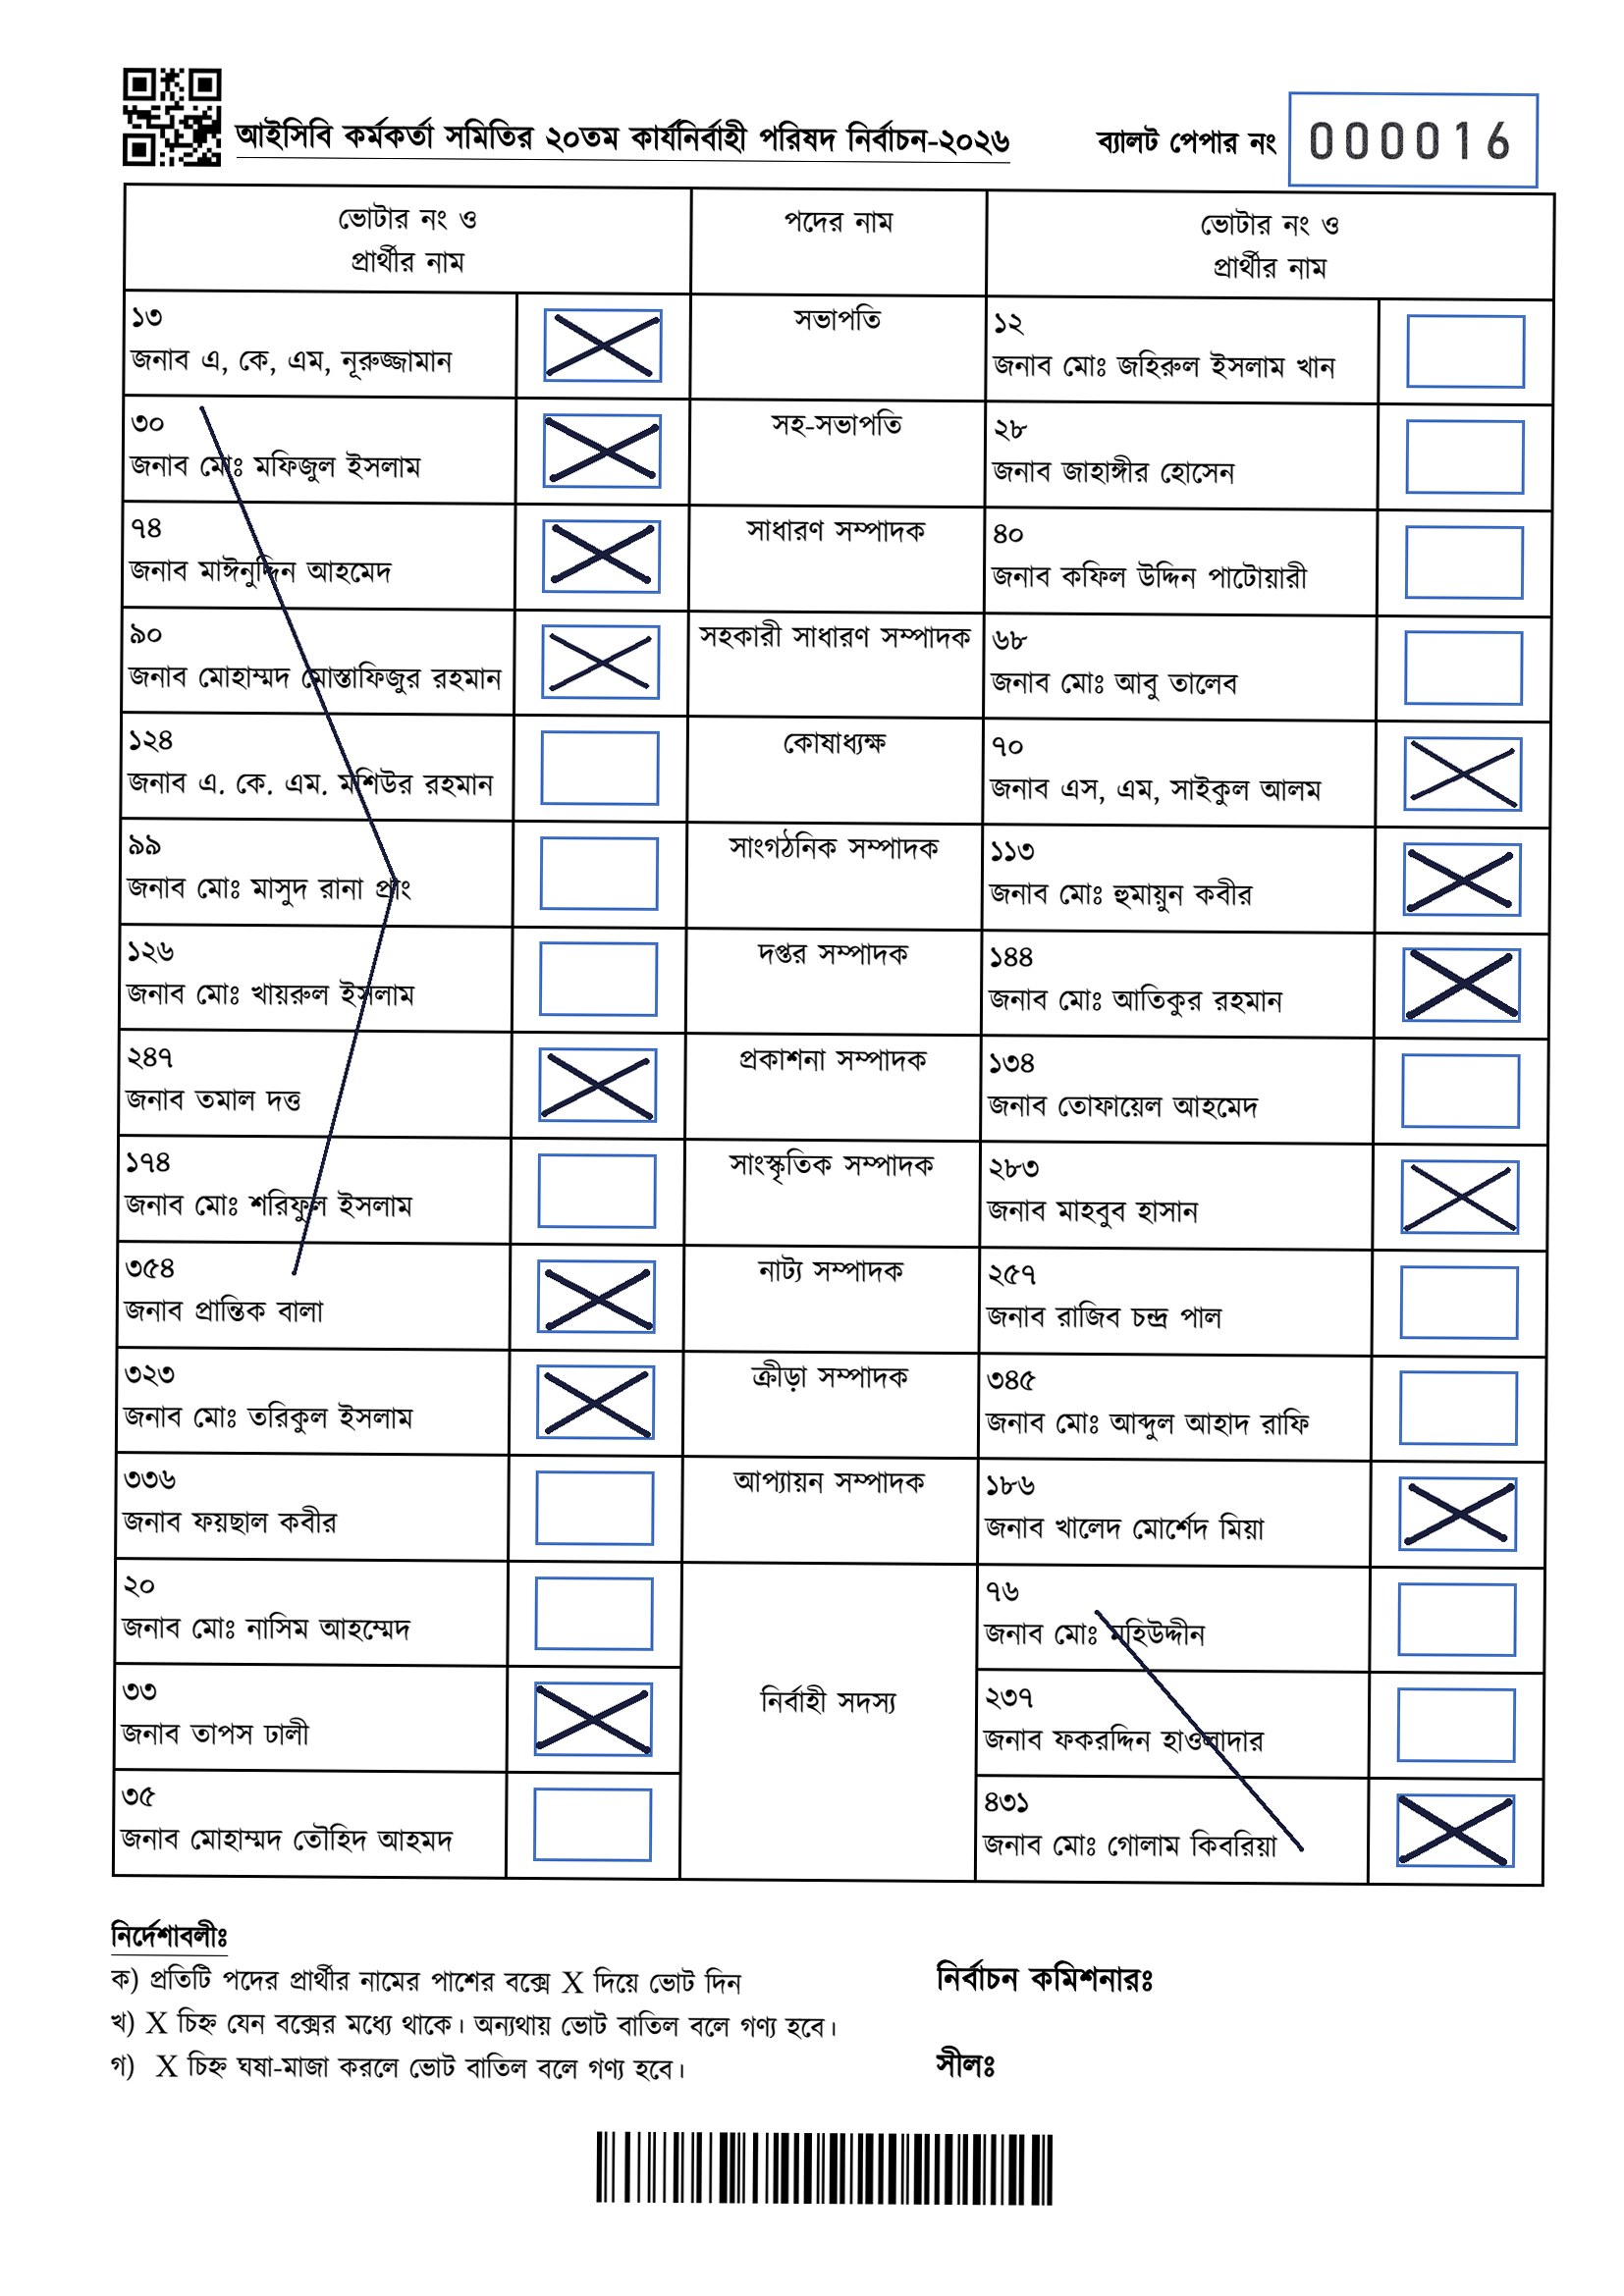 আইসিবি কর্মকর্তা সমিতির ২০তম কার্যনির্বাহী পরিষদ নির্বাচন-২০২৬ ব্যালট পেপার নং 000016
ভোটার নং ও
প্রার্থীর নাম
পদের নাম
ভোটার নং ও
প্রার্থীর নাম
১৩
জনাব এ, কে, এম, নূরুজ্জামান
সভাপতি
১২
জনাব মোঃ জহিরুল ইসলাম খান
৩০
জনাব মোঃ মফিজুল ইসলাম
সহ-সভাপতি
২৮
জনাব জাহাঙ্গীর হোসেন
৭৪
জনাব মাঈনুদ্দিন আহমেদ
সাধারণ সম্পাদক
৪০
জনাব কফিল উদ্দিন পাটোয়ারী
৯০
জনাব মোহাম্মদ মোস্তাফিজুর রহমান
সহকারী সাধারণ সম্পাদক
৬৮
জনাব মোঃ আবু তালেব
১২৪
জনাব এ. কে. এম. মশিউর রহমান
কোষাধ্যক্ষ
৭০
জনাব এস, এম, সাইকুল আলম
৯৯
জনাব মোঃ মাসুদ রানা প্রাং
সাংগঠনিক সম্পাদক
১১৩
জনাব মোঃ হুমায়ুন কবীর
১২৬
জনাব মোঃ খায়রুল ইসলাম
দপ্তর সম্পাদক
১৪৪
জনাব মোঃ আতিকুর রহমান
২৪৭
জনাব তমাল দত্ত
প্রকাশনা সম্পাদক
১৩৪
জনাব তোফায়েল আহমেদ
১৭৪
জনাব মোঃ শরিফুল ইসলাম
সাংস্কৃতিক সম্পাদক
২৮৩
জনাব মাহবুব হাসান
৩৫৪
জনাব প্রান্তিক বালা
নাট্য সম্পাদক
২৫৭
জনাব রাজিব চন্দ্র পাল
৩২৩
জনাব মোঃ তরিকুল ইসলাম
ক্রীড়া সম্পাদক
৩৪৫
জনাব মোঃ আব্দুল আহাদ রাফি
৩৩৬
জনাব ফয়ছাল কবীর
আপ্যায়ন সম্পাদক
১৮৬
জনাব খালেদ মোর্শেদ মিয়া
২০
জনাব মোঃ নাসিম আহম্মেদ
৭৬
জনাব মোঃ মহিউদ্দীন
৩৩
জনাব তাপস ঢালী
নির্বাহী সদস্য
২৩৭
জনাব ফকরদ্দিন হাওলাদার
৩৫
জনাব মোহাম্মদ তৌহিদ আহমদ
৪৩১
জনাব মোঃ গোলাম কিবরিয়া
নির্দেশাবলীঃ
ক) প্রতিটি পদের প্রার্থীর নামের পাশের বক্সে X দিয়ে ভোট দিন
নির্বাচন কমিশনারঃ
খ) X চিহ্ন যেন বক্সের মধ্যে থাকে। অন্যথায় ভোট বাতিল বলে গণ্য হবে।
গ) X চিহ্ন ঘষা-মাজা করলে ভোট বাতিল বলে গণ্য হবে।
সীলঃ